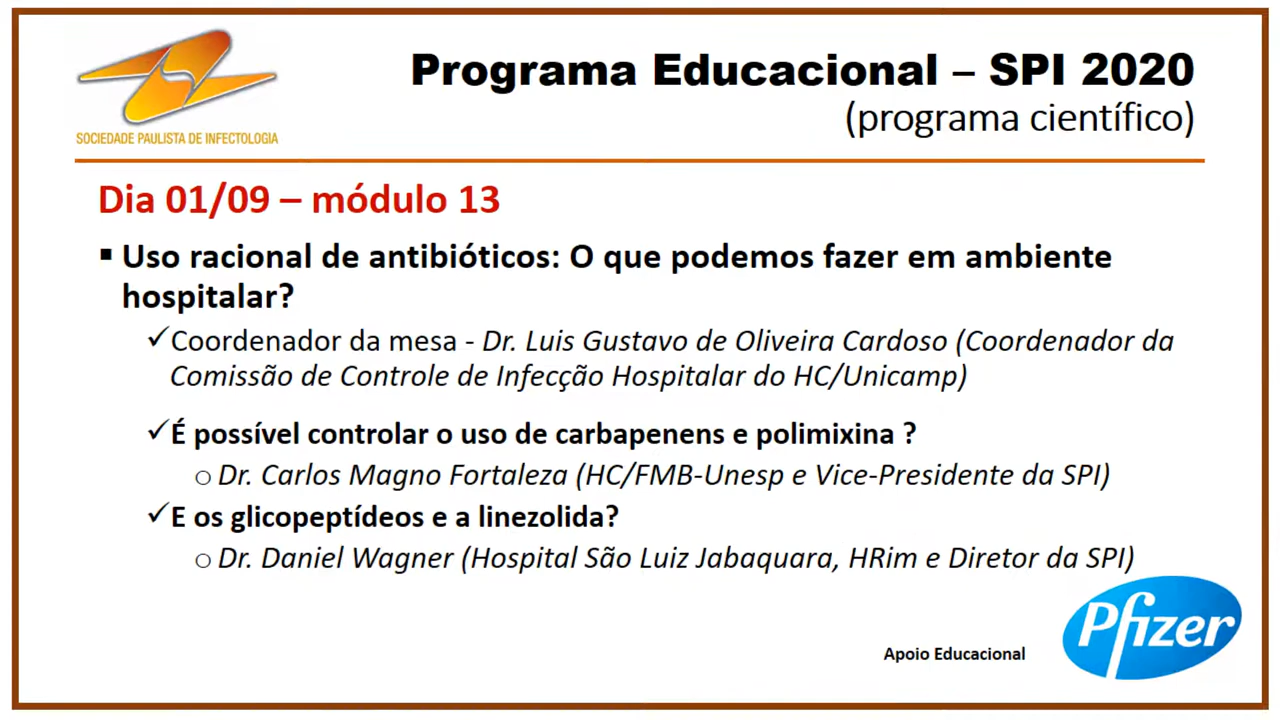 SOCIEDADE PAULISTA DE INFECTOLOGIA
Programa Educacional – SPI 2020
(programa científico)
Dia 01/09 – módulo 13
▪ Uso racional de antibióticos: O que podemos fazer em ambiente
hospitalar?
✓Coordenador da mesa - Dr. Luis Gustavo de Oliveira Cardoso (Coordenador da
Comissão de Controle de Infecção Hospitalar do HC/Unicamp)
✓É possível controlar o uso de carbapenens e polimixina ?
○ Dr. Carlos Magno Fortaleza (HC/FMB-Unesp e Vice-Presidente da SPI)
✓E os glicopeptídeos e a linezolida?
○ Dr. Daniel Wagner (Hospital São Luiz Jabaquara, HRim e Diretor da SPI)
Apoio Educacional
Pfizer